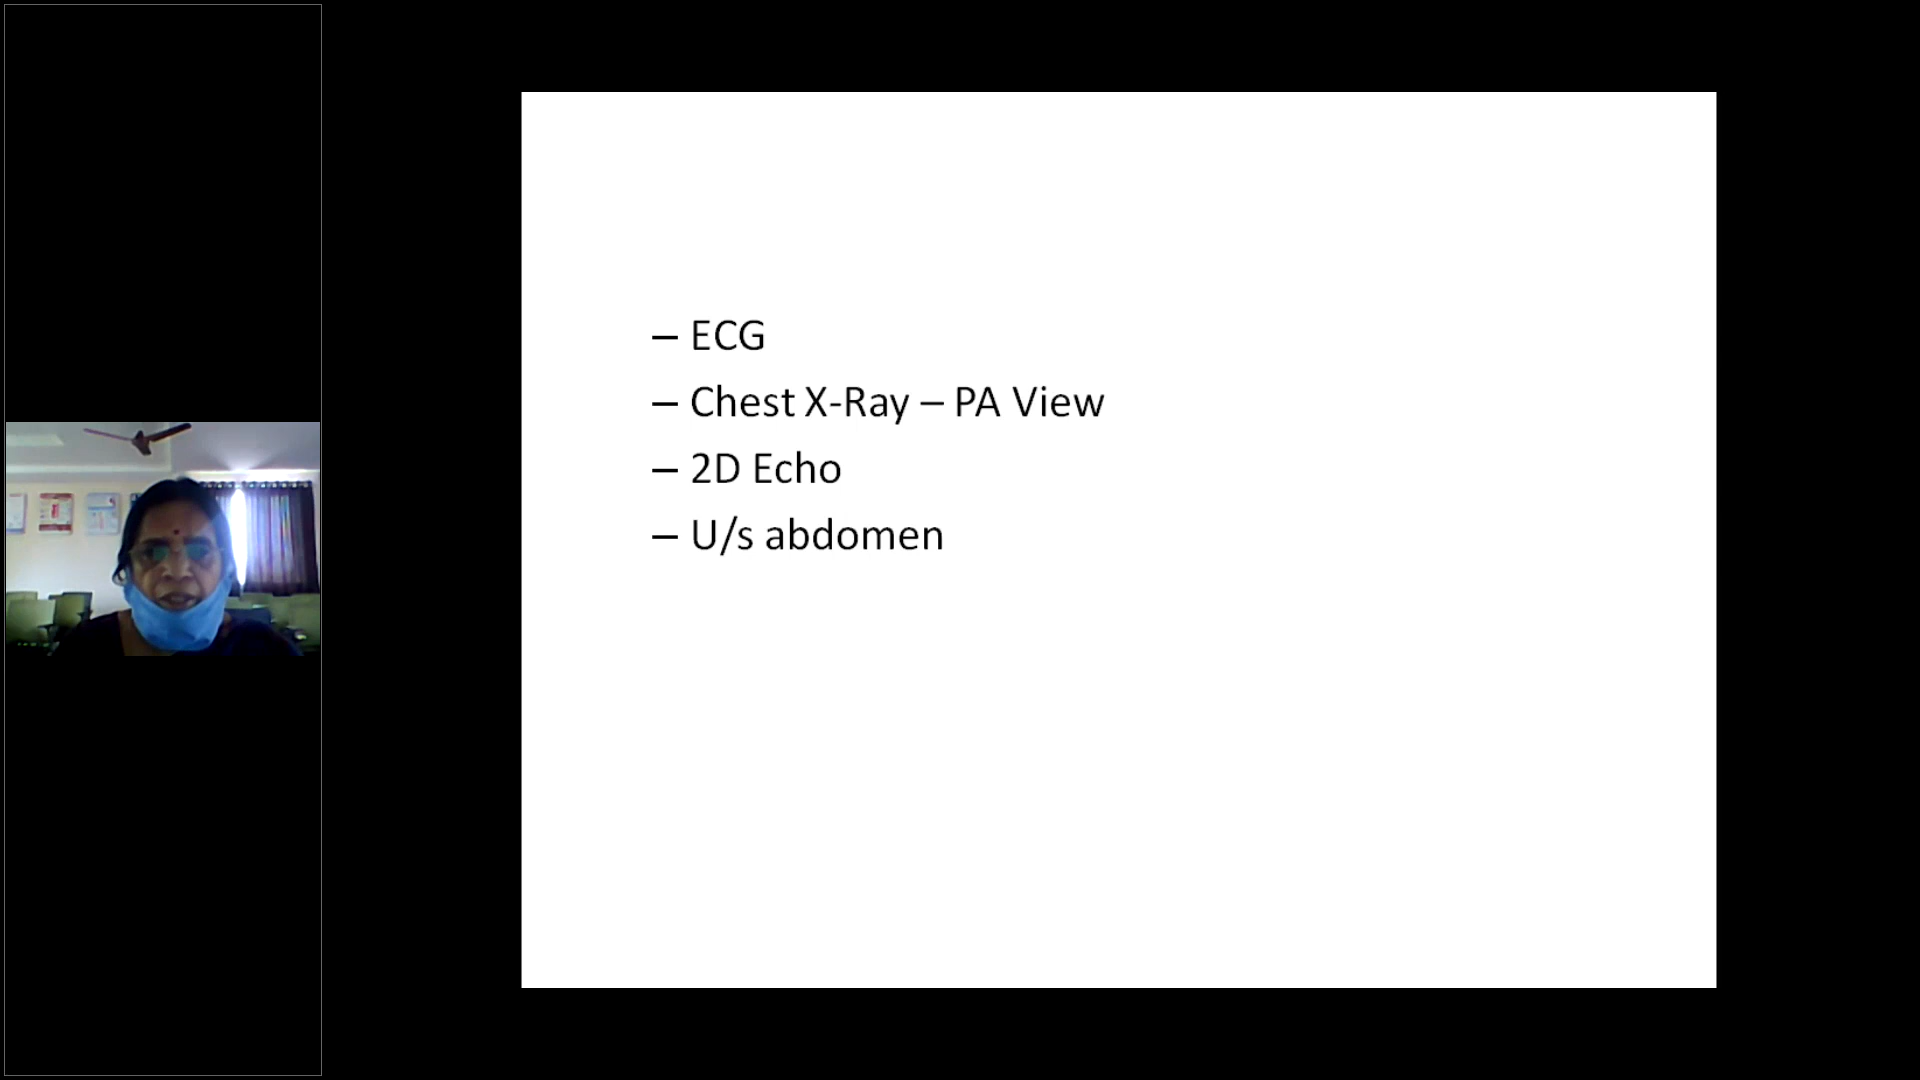 – ECG
– Chest X-Ray – PA View
– 2D Echo
– U/s abdomen